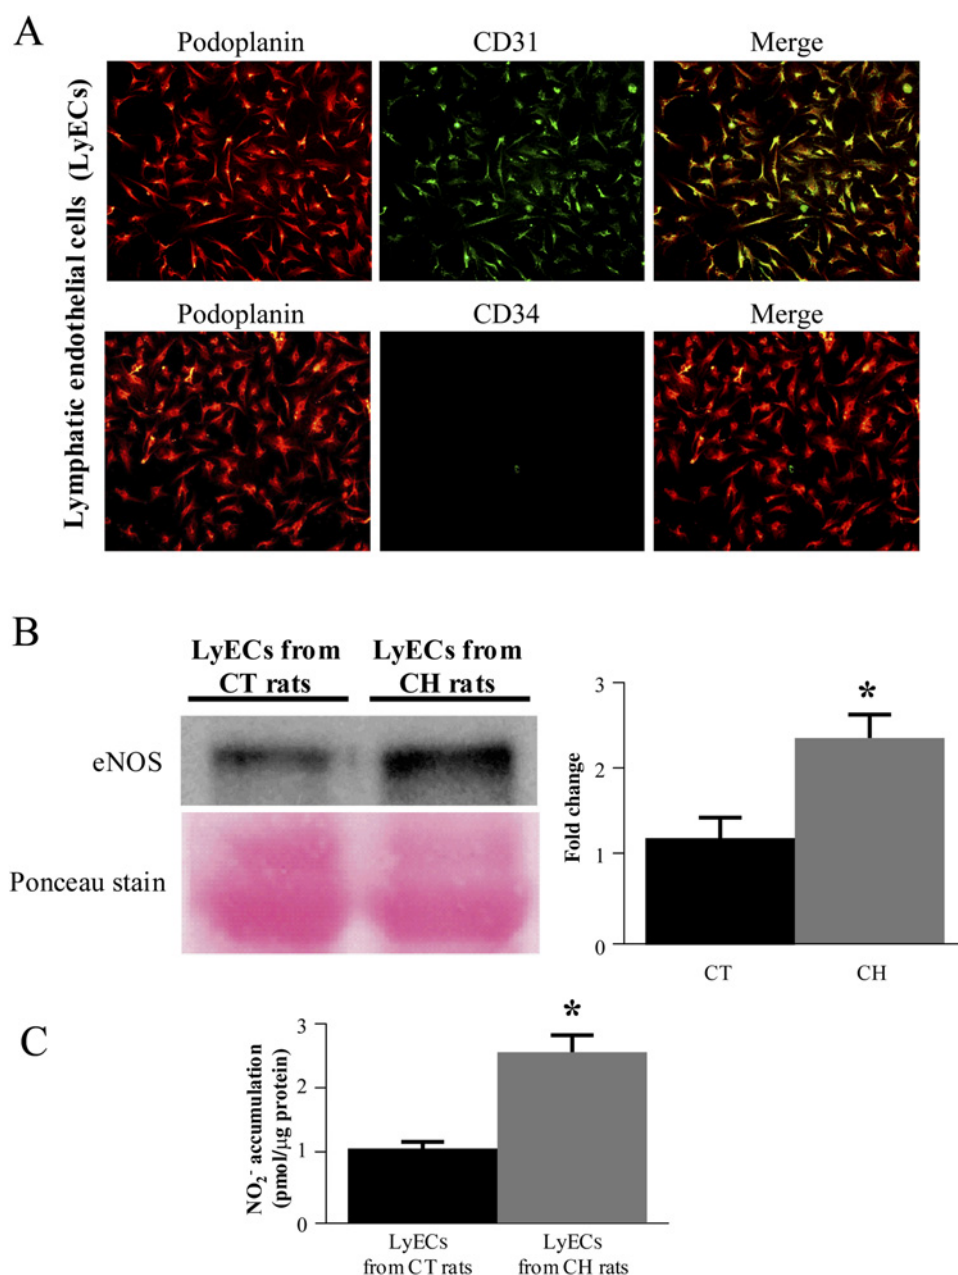 A
Podoplanin CD31 Merge
Lymphatic endothelial cells (LyECs)
Podoplanin CD34 Merge
B
LyECs from CT rats
LyECs from CH rats
eNOS
Ponceau stain
Fold change
3
*
2
1
0
CT CH
C
NO₂⁻ accumulation
(pmol/µg protein)
3
*
2
1
0
LyECs from CT rats
LyECs from CH rats